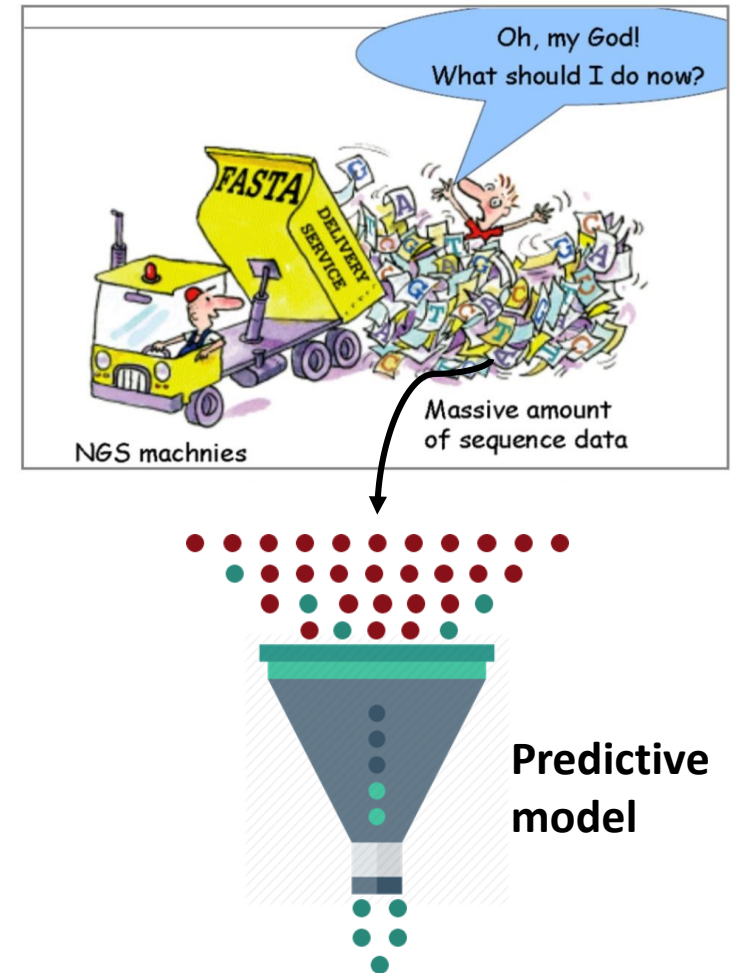 Oh, my God!
What should I do now?
FASTA
DELIVERY
SERVICE
G
A
T
C
G
A
T
G
C
A
C
G
T
A
C
G
T
A
C
T
C
Massive amount
of sequence data
NGS machnies
Predictive
model